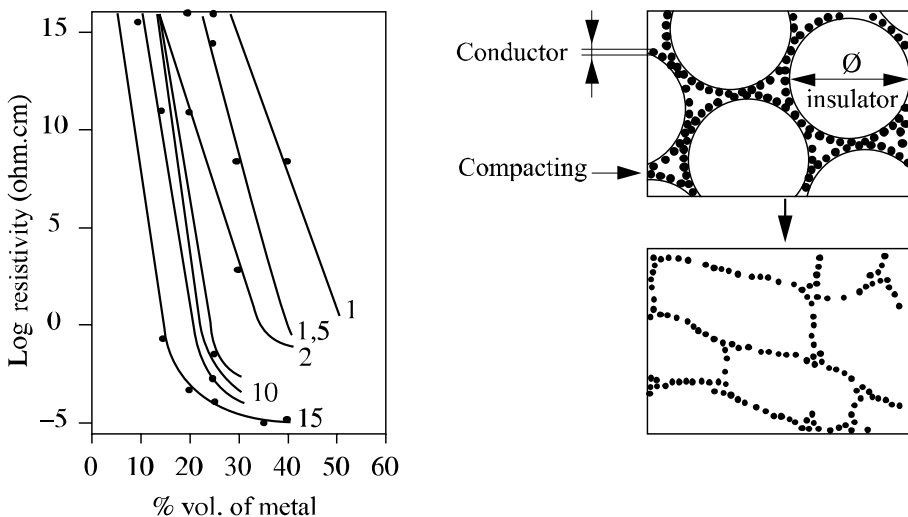 Log resistivity (ohm.cm)
15
10
5
0
−5
0 10 20 30 40 50 60
% vol. of metal
1
1,5
2
10
15
Conductor
Ø
insulator
Compacting